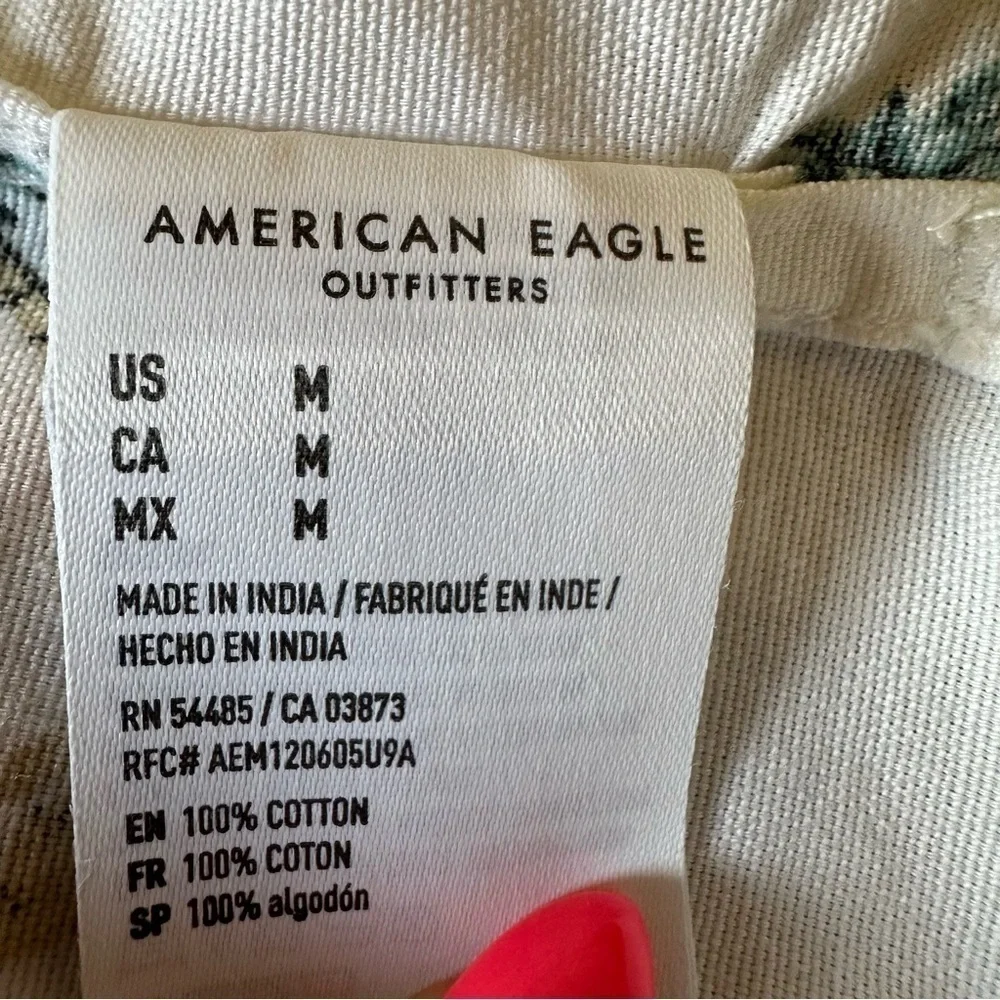 AMERICAN EAGLE
OUTFITTERS
US M
CA M
MX M
MADE IN INDIA / FABRIQUÉ EN INDE /
HECHO EN INDIA
RN 54485 / CA 03873
RFC# AEM120605U9A
EN 100% COTTON
FR 100% COTON
SP 100% algodón